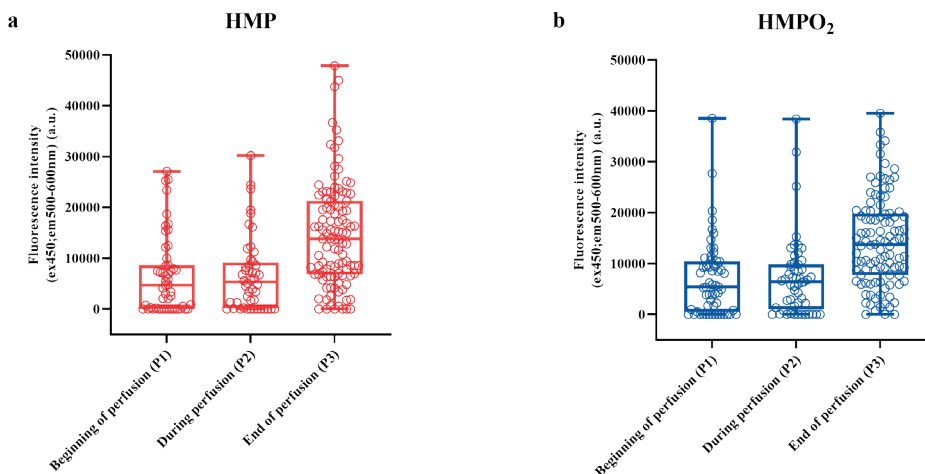 a
HMP
Fluorescence intensity
(ex450;em500-600nm) (a.u.)
50000
40000
30000
20000
10000
0
Beginning of perfusion (P1)
During perfusion (P2)
End of perfusion (P3)
b
HMPO₂
Fluorescence intensity
(ex450;em500-600nm) (a.u.)
50000
40000
30000
20000
10000
0
Beginning of perfusion (P1)
During perfusion (P2)
End of perfusion (P3)